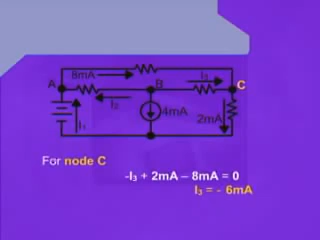 8mA
I₃
A
B
C
I₂
4mA
2mA
I₁
For node C
-I₃ + 2mA – 8mA = 0
I₃ = - 6mA